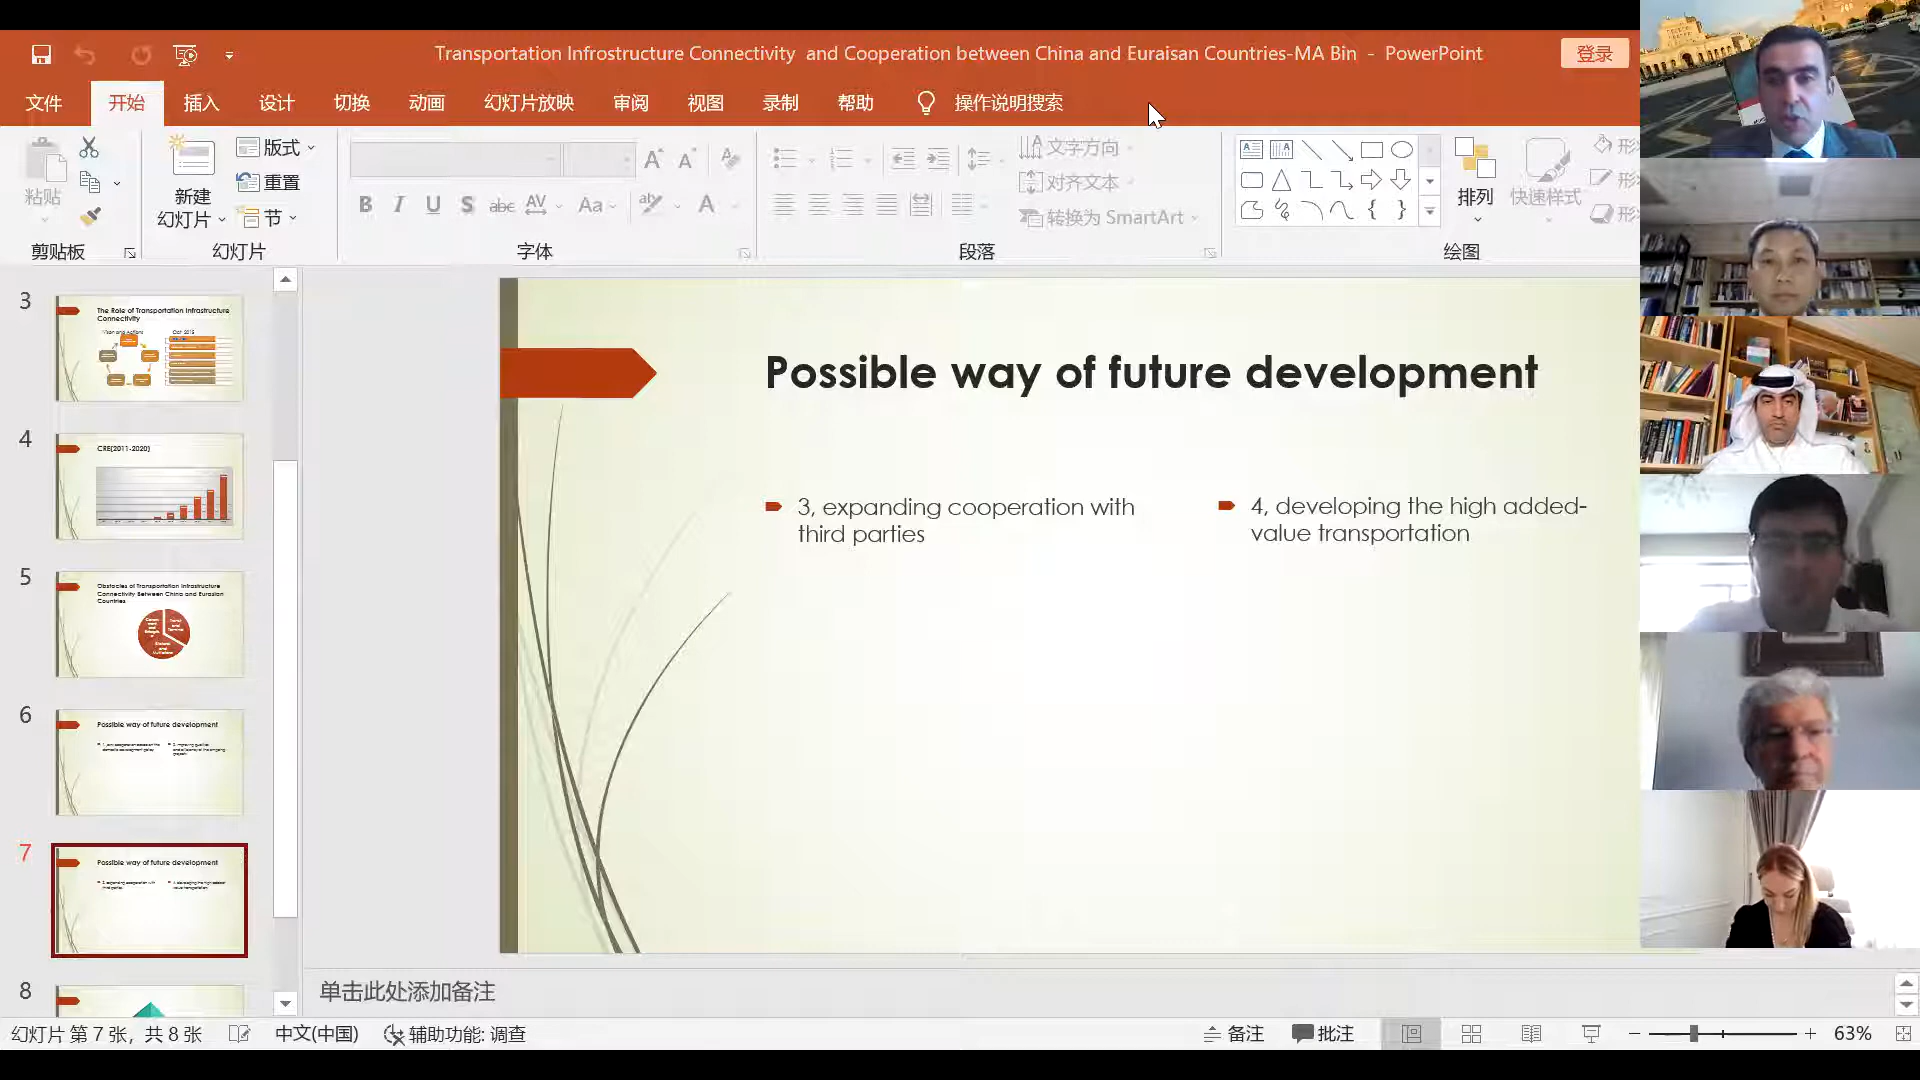 Transportation Infrostructure Connectivity  and Cooperation between China and Euraisan Countries-MA Bin  -  PowerPoint
登录
文件
开始
插入
设计
切换
动画
幻灯片放映
审阅
视图
录制
帮助
操作说明搜索
粘贴
剪贴板
新建
幻灯片
版式
重置
节
幻灯片
B I U S abc AV Aa A
字体
文字方向
对齐文本
转换为 SmartArt
段落
排列
快速样式
形
形
形
绘图
3
The Role of Transportation Infrastructure
Connectivity
4
CRE(2011-2020)
5
Obstacles of Transportation Infrastructure
Connectivity Between China and Eurasian
Countries
6
Possible way of future development
7
Possible way of future development
8
Possible way of future development
3, expanding cooperation with
third parties
4, developing the high added-
value transportation
单击此处添加备注
幻灯片 第 7 张，共 8 张
中文(中国)
辅助功能: 调查
备注
批注
63%